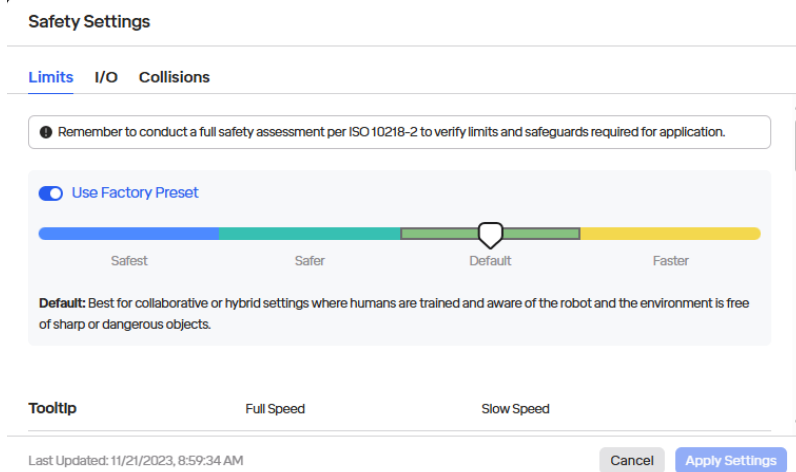 Safety Settings
Limits I/O Collisions
Remember to conduct a full safety assessment per ISO 10218-2 to verify limits and safeguards required for application.
Use Factory Preset
Safest Safer Default Faster
Default: Best for collaborative or hybrid settings where humans are trained and aware of the robot and the environment is free
of sharp or dangerous objects.
Tooltip Full Speed Slow Speed
Last Updated: 11/21/2023, 8:59:34 AM Cancel Apply Settings